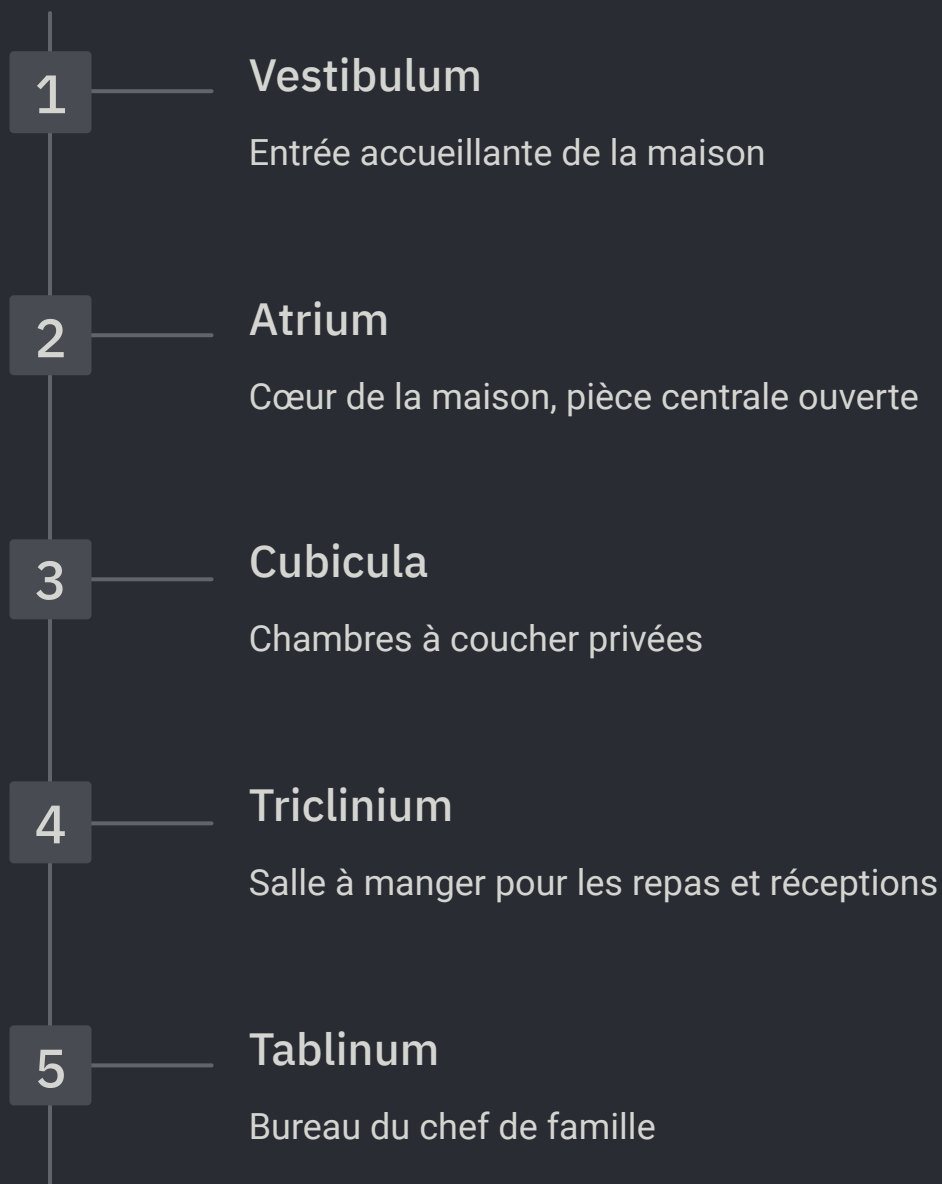 1
Vestibulum
Entrée accueillante de la maison
2
Atrium
Cœur de la maison, pièce centrale ouverte
3
Cubicula
Chambres à coucher privées
4
Triclinium
Salle à manger pour les repas et réceptions
5
Tablinum
Bureau du chef de famille